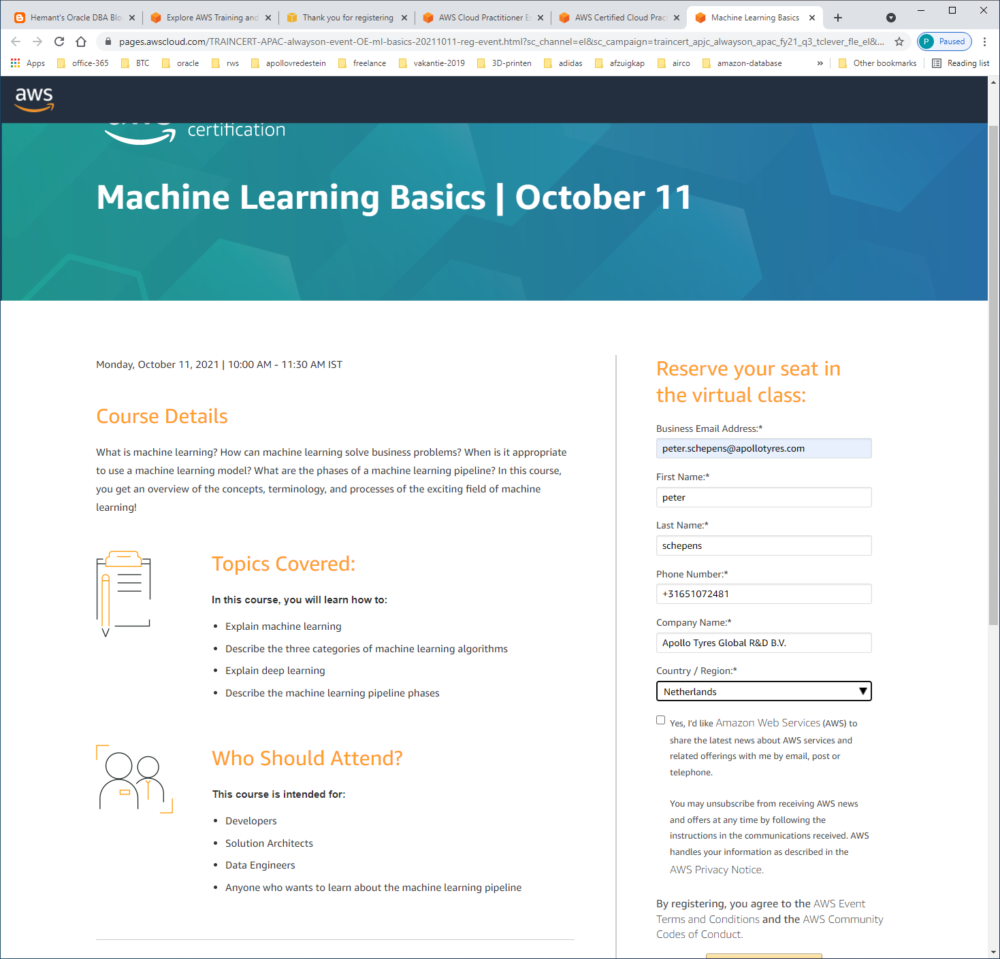 Hemant's Oracle DBA Blo
Explore AWS Training and
Thank you for registering
AWS Cloud Practitioner Es
AWS Certified Cloud Pract
Machine Learning Basics
pages.awscloud.com/TRAINCERT-APAC-alwayson-event-OE-ml-basics-20211011-reg-event.html?sc_channel=el&sc_campaign=traincert_apjc_alwayson_apac_fy21_q3_tclever_fle_el&...
P Paused
Apps office-365 BTC oracle rws apollovredestein freelance vakantie-2019 3D-printen adidas afzuigkap airco amazon-database » Other bookmarks Reading list
aws
certification
Machine Learning Basics | October 11
Monday, October 11, 2021 | 10:00 AM - 11:30 AM IST
Course Details
What is machine learning? How can machine learning solve business problems? When is it appropriate
to use a machine learning model? What are the phases of a machine learning pipeline? In this course,
you get an overview of the concepts, terminology, and processes of the exciting field of machine
learning!
Topics Covered:
In this course, you will learn how to:
• Explain machine learning
• Describe the three categories of machine learning algorithms
• Explain deep learning
• Describe the machine learning pipeline phases
Who Should Attend?
This course is intended for:
• Developers
• Solution Architects
• Data Engineers
• Anyone who wants to learn about the machine learning pipeline
Reserve your seat in
the virtual class:
Business Email Address:*
peter.schepens@apollotyres.com
First Name:*
peter
Last Name:*
schepens
Phone Number:*
+31651072481
Company Name:*
Apollo Tyres Global R&D B.V.
Country / Region:*
Netherlands
Yes, I'd like Amazon Web Services (AWS) to
share the latest news about AWS services and
related offerings with me by email, post or
telephone.
You may unsubscribe from receiving AWS news
and offers at any time by following the
instructions in the communications received. AWS
handles your information as described in the
AWS Privacy Notice.
By registering, you agree to the AWS Event
Terms and Conditions and the AWS Community
Codes of Conduct.